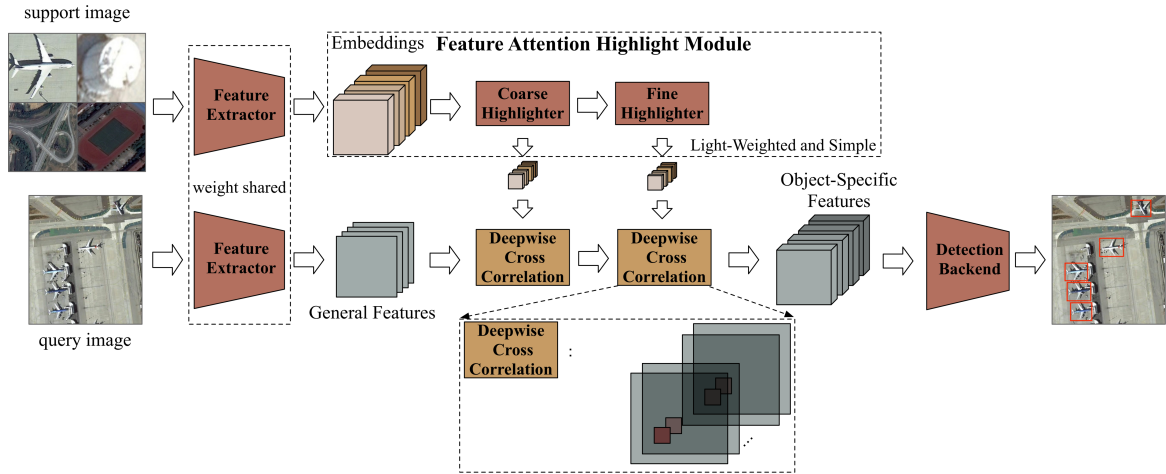 support image
Embeddings
Feature Attention Highlight Module
Feature
Extractor
Coarse
Highlighter
Fine
Highlighter
Light-Weighted and Simple
weight shared
Object-Specific
Features
Feature
Extractor
Deepwise
Cross
Correlation
Deepwise
Cross
Correlation
Detection
Backend
General Features
query image
Deepwise
Cross
Correlation
:
...